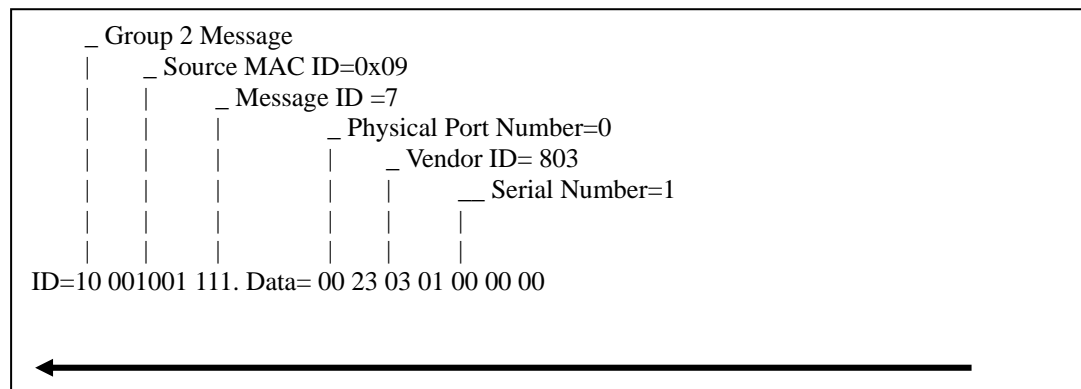 _ Group 2 Message
| _ Source MAC ID=0x09
| | _ Message ID =7
| | | _ Physical Port Number=0
| | | | _ Vendor ID= 803
| | | | | __ Serial Number=1
| | | | | |
| | | | | |
ID=10 001001 111. Data= 00 23 03 01 00 00 00